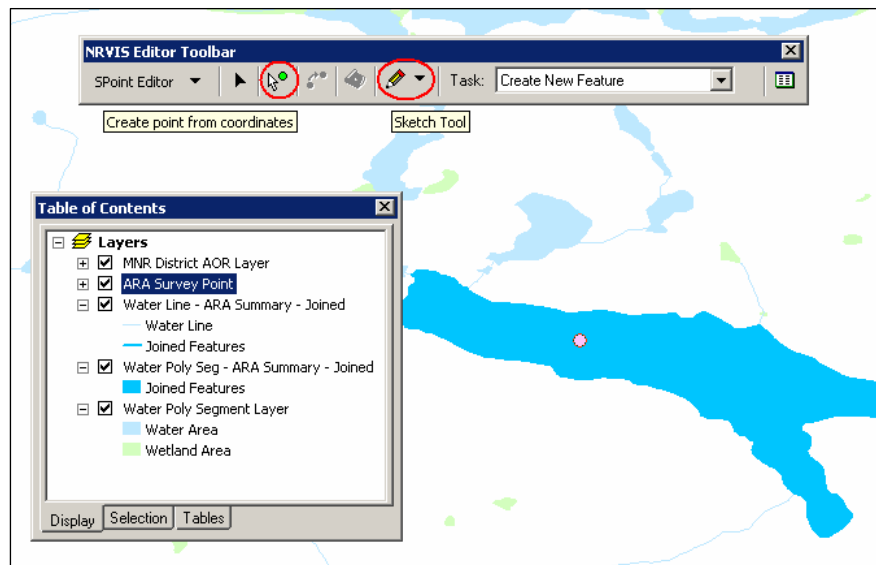 NRVIS Editor Toolbar
SPoint Editor Task: Create New Feature
Create point from coordinates Sketch Tool
Table of Contents
Layers
MNR District AOR Layer
ARA Survey Point
Water Line - ARA Summary - Joined
Water Line
Joined Features
Water Poly Seg - ARA Summary - Joined
Joined Features
Water Poly Segment Layer
Water Area
Wetland Area
Display Selection Tables